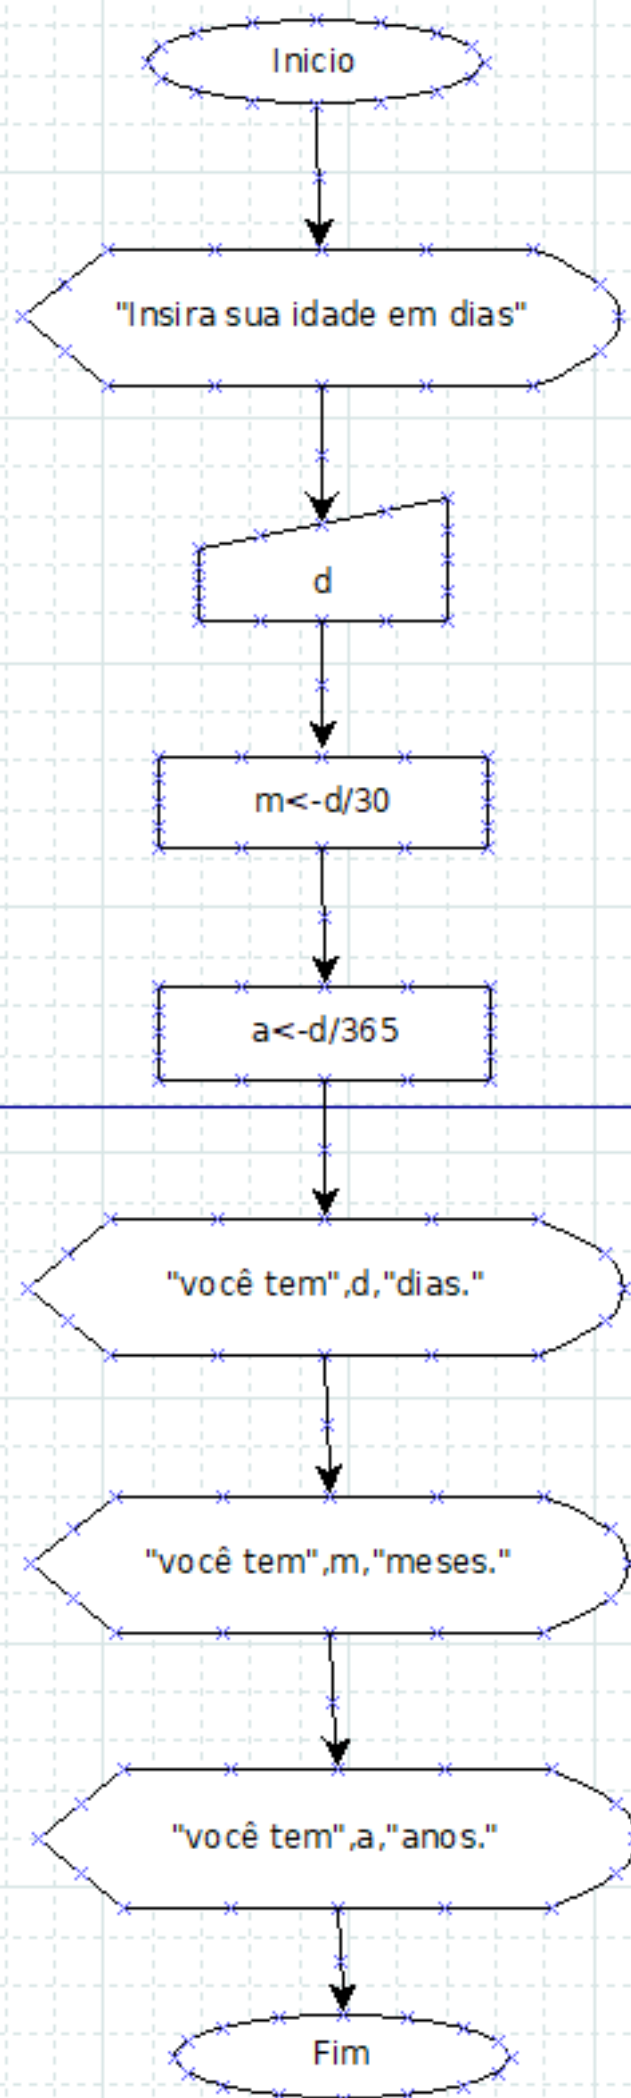 Inicio
"Insira sua idade em dias"
d
m<-d/30
a<-d/365
"você tem",d,"dias."
"você tem",m,"meses."
"você tem",a,"anos."
Fim